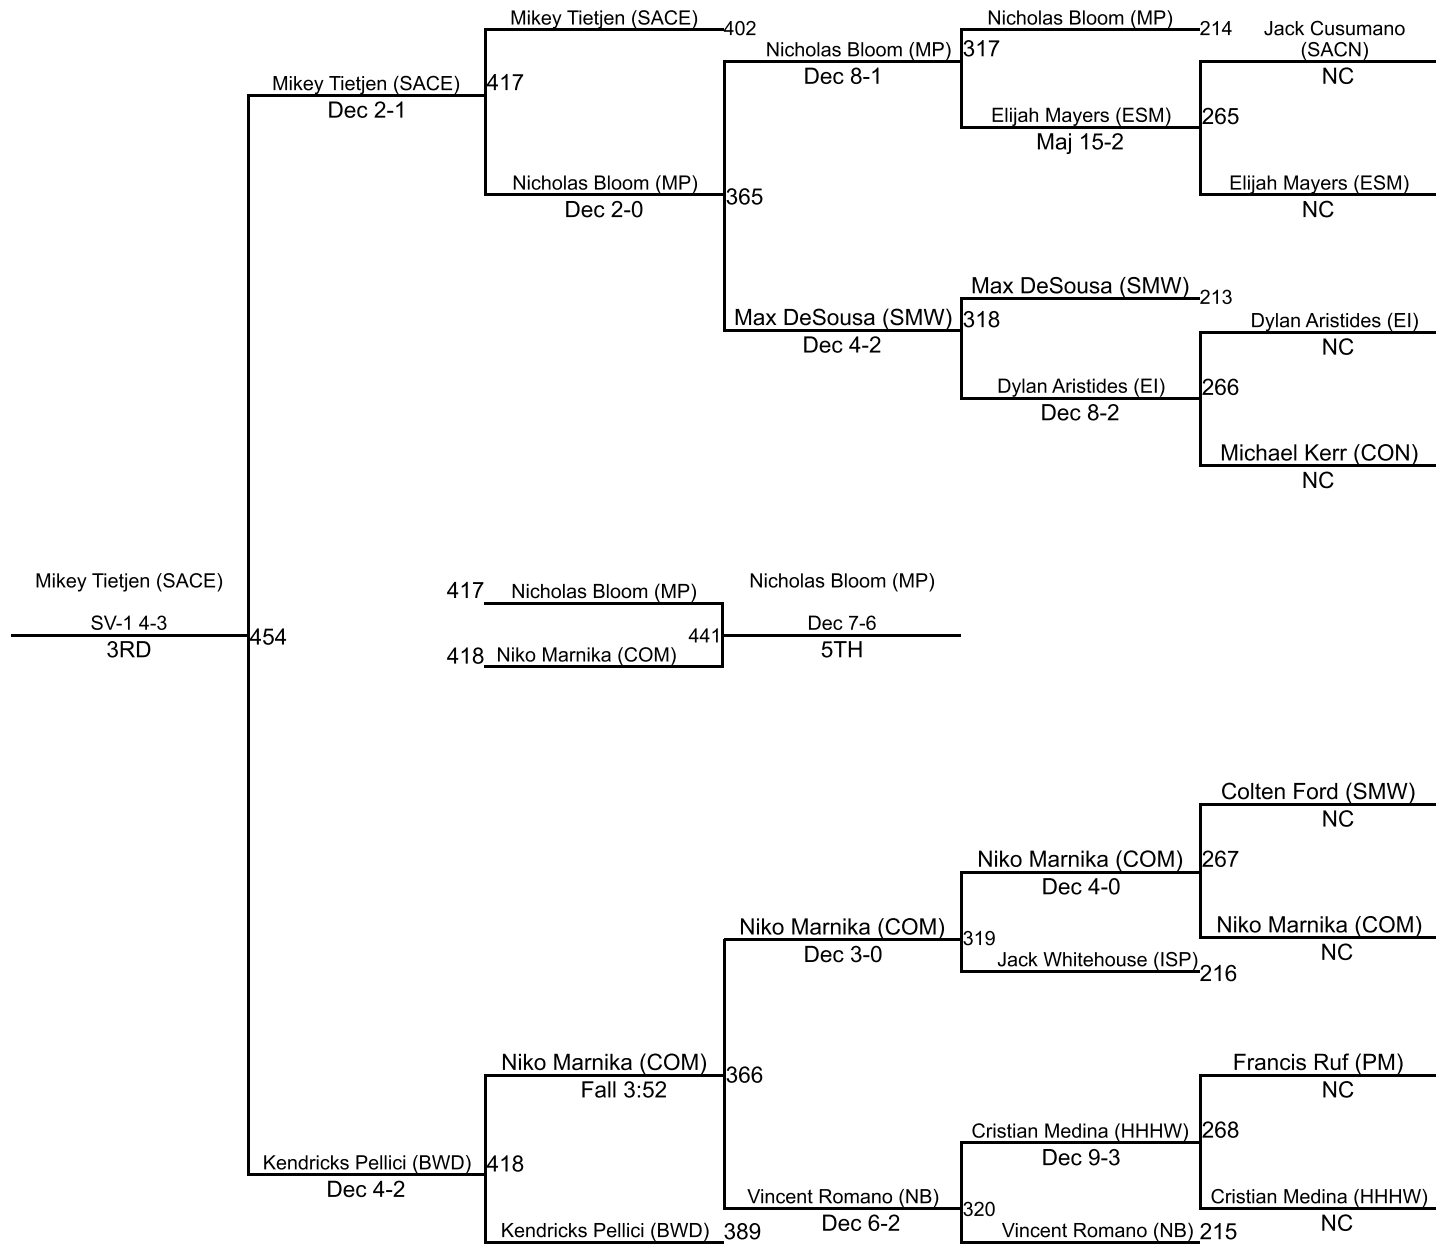 Mikey Tietjen (SACE)
402
Nicholas Bloom (MP)
214
Jack Cusumano
(SACN)
NC
Nicholas Bloom (MP)
317
Dec 8-1
Mikey Tietjen (SACE)
417
Dec 2-1
Elijah Mayers (ESM)
265
Maj 15-2
Nicholas Bloom (MP)
365
Dec 2-0
Elijah Mayers (ESM)
NC
Max DeSousa (SMW)
213
Max DeSousa (SMW)
318
Dec 4-2
Dylan Aristides (EI)
NC
Dylan Aristides (EI)
266
Dec 8-2
Michael Kerr (CON)
NC
Mikey Tietjen (SACE)
SV-1 4-3
3RD
454
417
Nicholas Bloom (MP)
Nicholas Bloom (MP)
441
Dec 7-6
5TH
418
Niko Marnika (COM)
Colten Ford (SMW)
NC
Niko Marnika (COM)
267
Dec 4-0
Niko Marnika (COM)
319
Dec 3-0
Niko Marnika (COM)
NC
Jack Whitehouse (ISP)
216
Niko Marnika (COM)
366
Fall 3:52
Francis Ruf (PM)
NC
Cristian Medina (HHHW)
268
Dec 9-3
Kendricks Pellici (BWD)
418
Dec 4-2
Vincent Romano (NB)
320
Dec 6-2
Cristian Medina (HHHW)
NC
Kendricks Pellici (BWD)
389
Vincent Romano (NB)
215